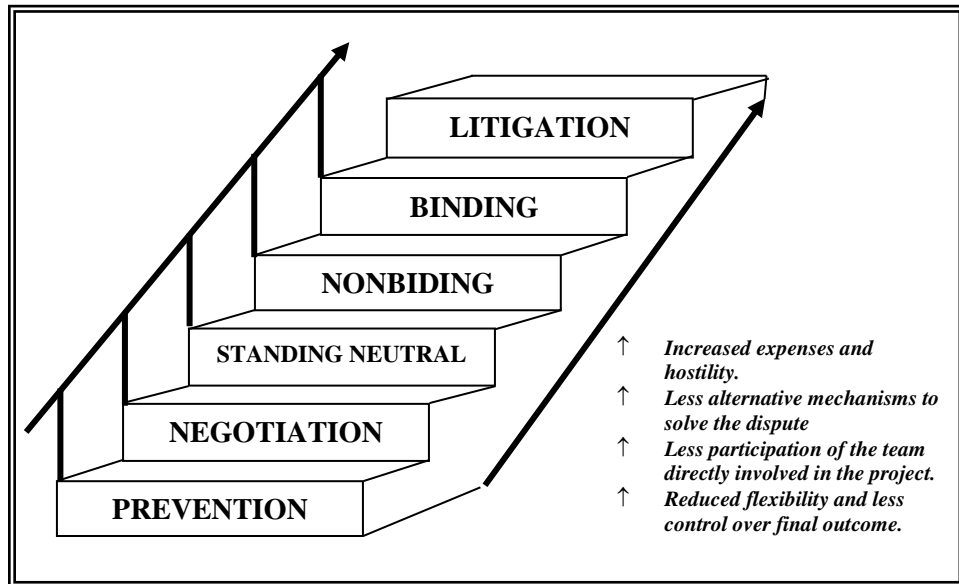 LITIGATION
BINDING
NONBIDING
STANDING NEUTRAL
NEGOTIATION
PREVENTION
↑ Increased expenses and
hostility.
↑ Less alternative mechanisms to
solve the dispute
↑ Less participation of the team
directly involved in the project.
↑ Reduced flexibility and less
control over final outcome.